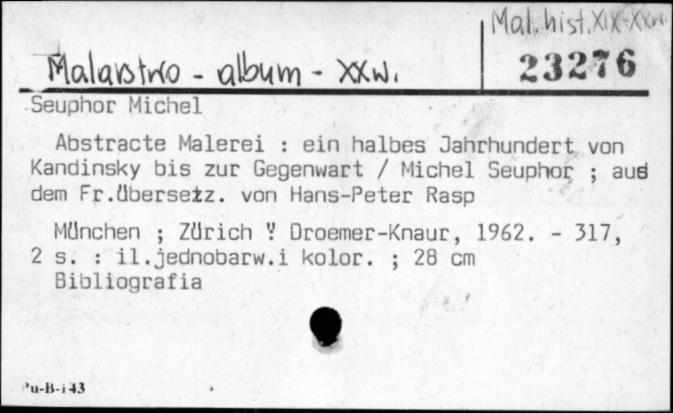 Mal. hist. XIX-XXw.
Malarstwo - album - XXw.
23276
Seuphor Michel
Abstracte Malerei : ein halbes Jahrhundert von
Kandinsky bis zur Gegenwart / Michel Seuphor ; aus
dem Fr.Übersetz. von Hans-Peter Rasp
München ; Zürich : Droemer-Knaur, 1962. - 317,
2 s. : il.jednobarw.i kolor. ; 28 cm
Bibliografia
Pu-B-143